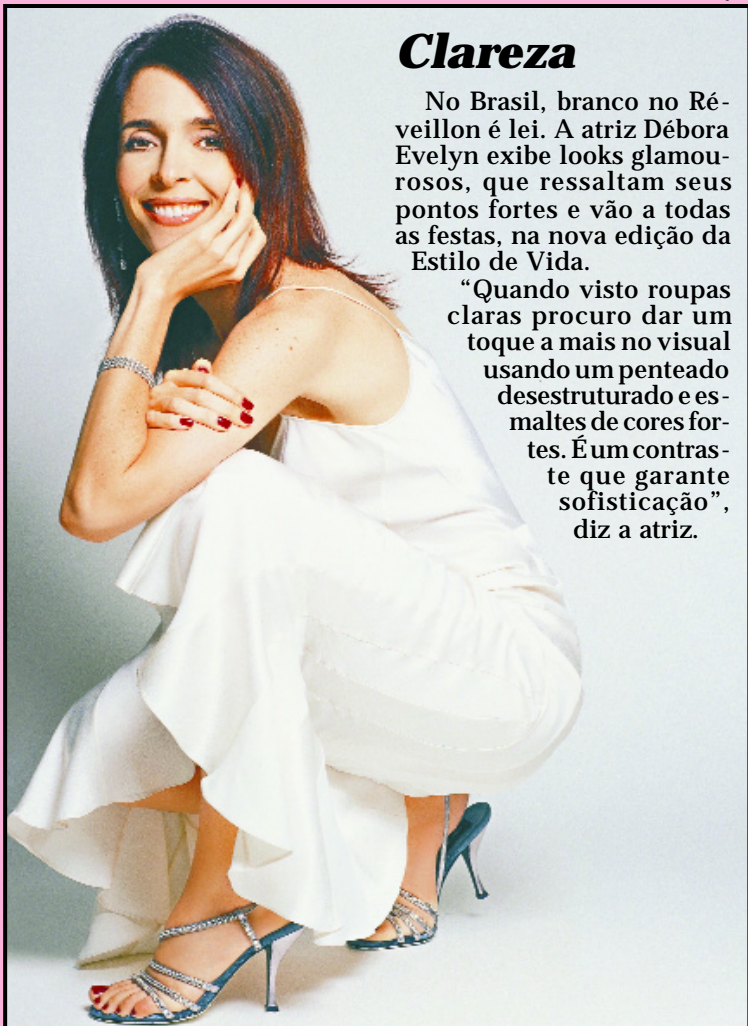 Clareza
No Brasil, branco no Ré-
veillon é lei. A atriz Débora
Evelyn exibe looks glamou-
rosos, que ressaltam seus
pontos fortes e vão a todas
as festas, na nova edição da
Estilo de Vida.
“Quando visto roupas
claras procuro dar um
toque a mais no visual
usando um penteado
desestruturado e es-
maltes de cores for-
tes. É um contras-
te que garante
sofisticação”,
diz a atriz.